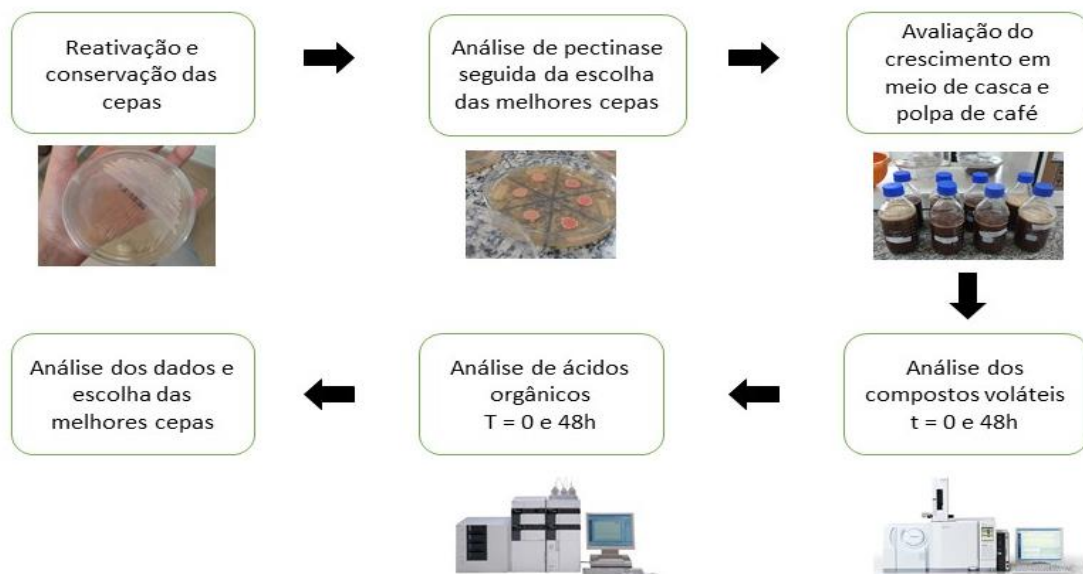 Reativação e
conservação das
cepas
Análise de pectinase
seguida da escolha
das melhores cepas
Avaliação do
crescimento em
meio de casca e
polpa de café
Análise dos
compostos voláteis
t = 0 e 48h
Análise de ácidos
orgânicos
T = 0 e 48h
Análise dos dados e
escolha das
melhores cepas